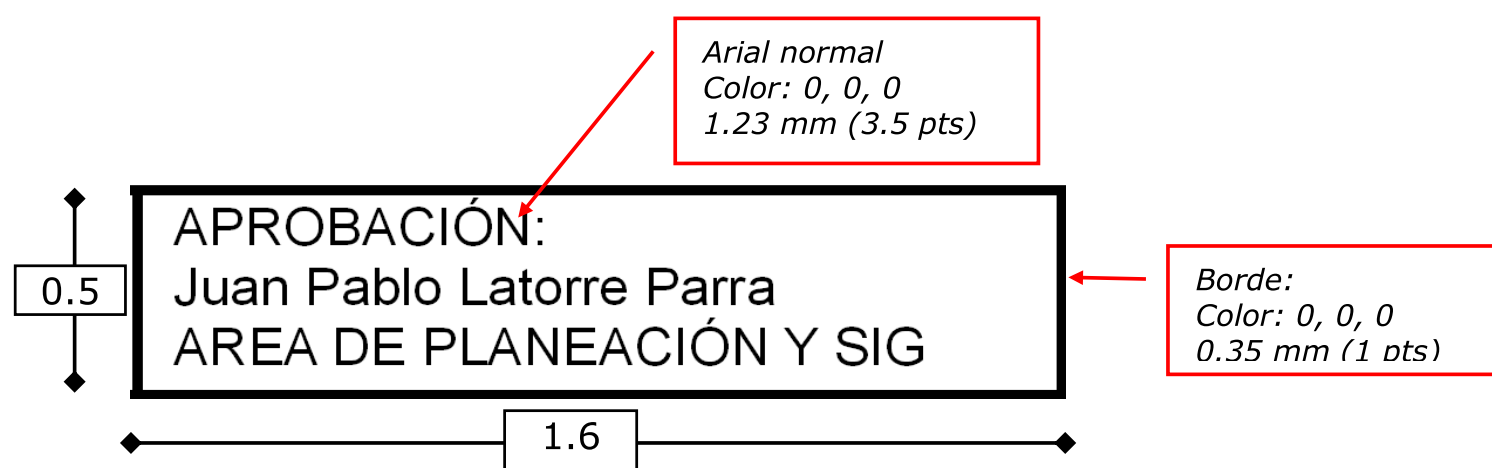 Arial normal
Color: 0, 0, 0
1.23 mm (3.5 pts)
APROBACIÓN:
Juan Pablo Latorre Parra
AREA DE PLANEACIÓN Y SIG
0.5
Borde:
Color: 0, 0, 0
0.35 mm (1 pts)
1.6